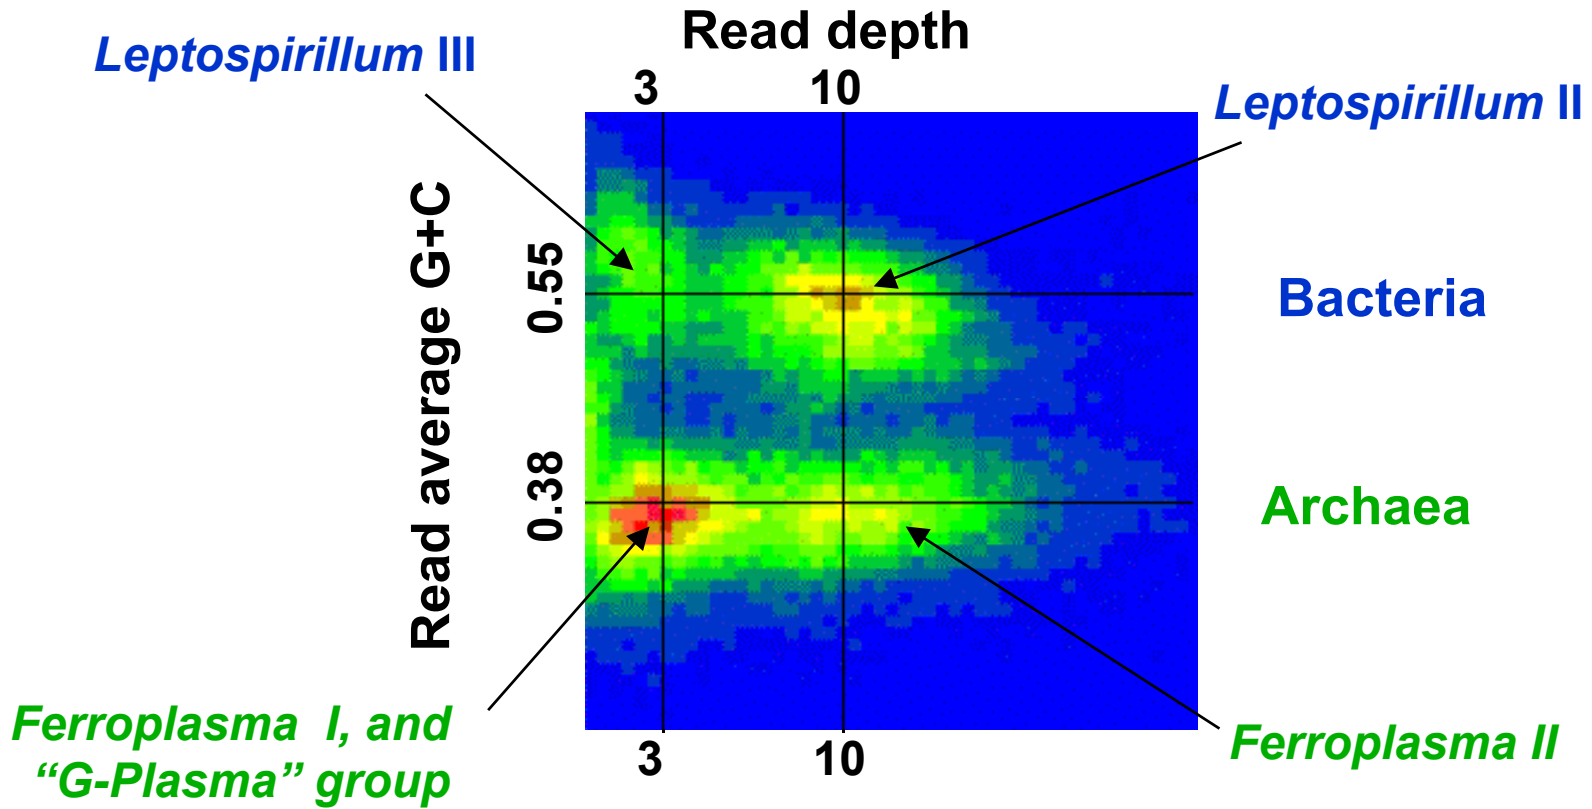 Read depth
Leptospirillum III
3
10
Leptospirillum II
Read average G+C
0.55
Bacteria
0.38
Archaea
Ferroplasma I, and
“G-Plasma” group
3
10
Ferroplasma II